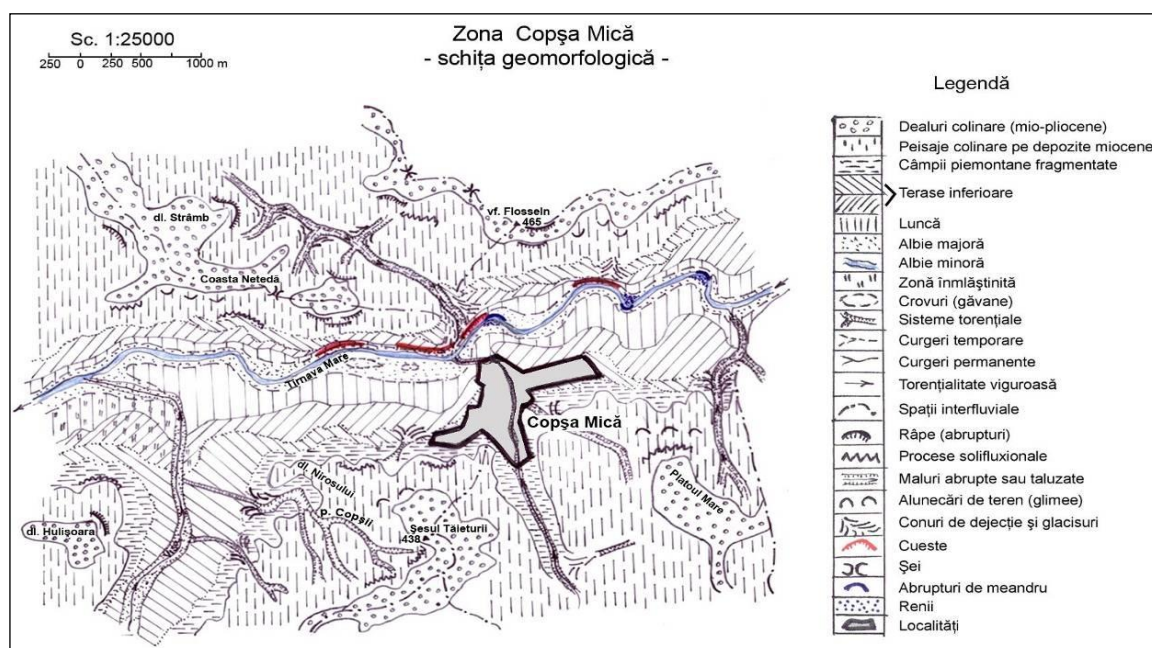 Sc. 1:25000
250 0 250 500 1000 m
Zona Copşa Mică
- schiţa geomorfologică -
Legendă
Dealuri colinare (mio-pliocene)
Peisaje colinare pe depozite miocene
Câmpii piemontane fragmentate
Terase inferioare
Luncă
Albie majoră
Albie minoră
Zonă înmlăştinită
Crovuri (găvane)
Sisteme torenţiale
Curgeri temporare
Curgeri permanente
Torenţialitate viguroasă
Spaţii interfluviale
Râpe (abrupturi)
Procese solifluxionale
Maluri abrupte sau taluzate
Alunecări de teren (glimee)
Conuri de dejecţie şi glacisuri
Cueste
Şei
Abrupturi de meandru
Renii
Localităţi
dl. Strâmb
vf. Flosseln
465
Coasta Netedă
Tîrnava Mare
Copşa Mică
dl. Nirosului
p. Copşii
Platoul Mare
dl. Hulişoara
Şesul Tăieturii
438